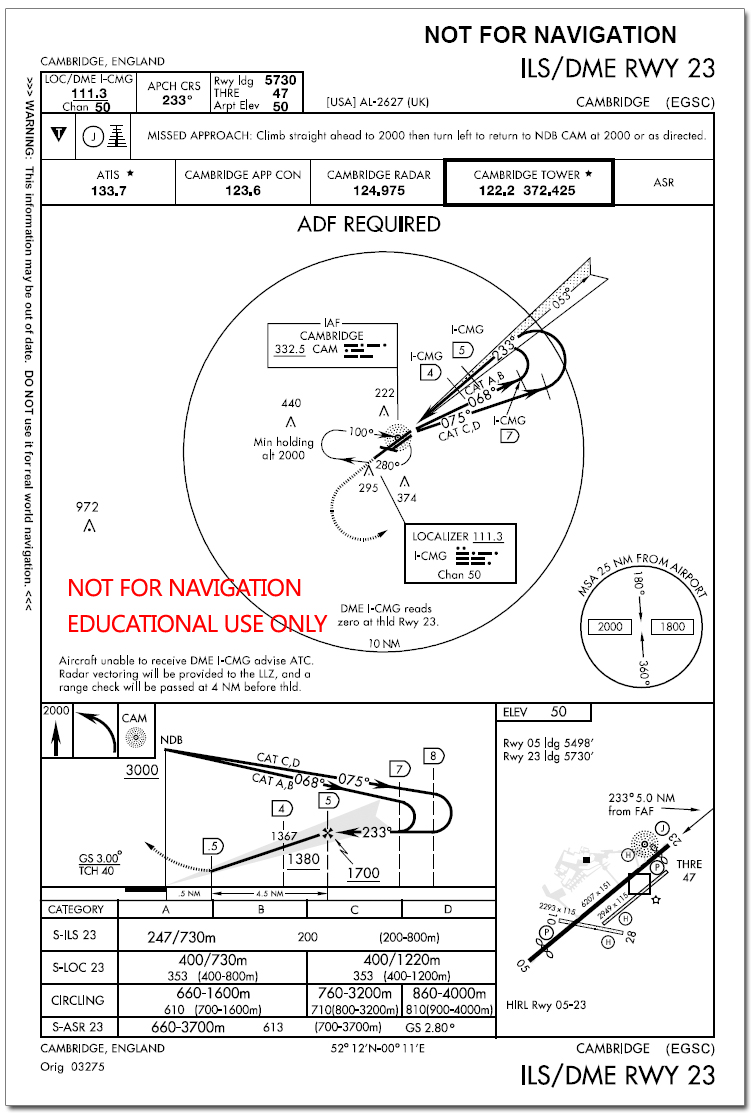 NOT FOR NAVIGATION
CAMBRIDGE, ENGLAND
ILS/DME RWY 23
LOC/DME I-CMG
111.3
Chan 50
APCH CRS
233°
Rwy ldg 5730
THRE 47
Arpt Elev 50
[USA] AL-2627 (UK)
CAMBRIDGE (EGSC)
>>> WARNING: This information may be out of date. DO NOT use it for real world navigation. <<<
T
J
MISSED APPROACH: Climb straight ahead to 2000 then turn left to return to NDB CAM at 2000 or as directed.
ATIS ★
133.7
CAMBRIDGE APP CON
123.6
CAMBRIDGE RADAR
124.975
CAMBRIDGE TOWER ★
122.2 372.425
ASR
ADF REQUIRED
053°
IAF
CAMBRIDGE
332.5 CAM
I-CMG
5
I-CMG
4
233°
CAT A,B
068°
075°
CAT C,D
I-CMG
7
222
440
Min holding
alt 2000
100°
280°
295
374
972
LOCALIZER 111.3
I-CMG
Chan 50
NOT FOR NAVIGATION
EDUCATIONAL USE ONLY
DME I-CMG reads
zero at thld Rwy 23.
10 NM
MSA 25 NM FROM AIRPORT
180°
2000
1800
360°
Aircraft unable to receive DME I-CMG advise ATC.
Radar vectoring will be provided to the LLZ, and a
range check will be passed at 4 NM before thld.
2000
CAM
NDB
3000
CAT C,D
075°
CAT A,B
068°
7
8
5
4
1367
233°
.5
1380
1700
GS 3.00°
TCH 40
.5 NM
4.5 NM
ELEV 50
Rwy 05 ldg 5498'
Rwy 23 ldg 5730'
233° 5.0 NM
from FAF
J
23
H
P
THRE
47
6207 x 151
2949 x 115
2293 x 115
10
28
P
H
H
05
HIRL Rwy 05-23
CATEGORY A B C D
S-ILS 23 247/730m 200 (200-800m)
S-LOC 23 400/730m 400/1220m
353 (400-800m) 353 (400-1200m)
CIRCLING 660-1600m 760-3200m 860-4000m
610 (700-1600m) 710(800-3200m) 810(900-4000m)
S-ASR 23 660-3700m 613 (700-3700m) GS 2.80°
CAMBRIDGE, ENGLAND
52°12'N-00°11'E
CAMBRIDGE (EGSC)
Orig 03275
ILS/DME RWY 23